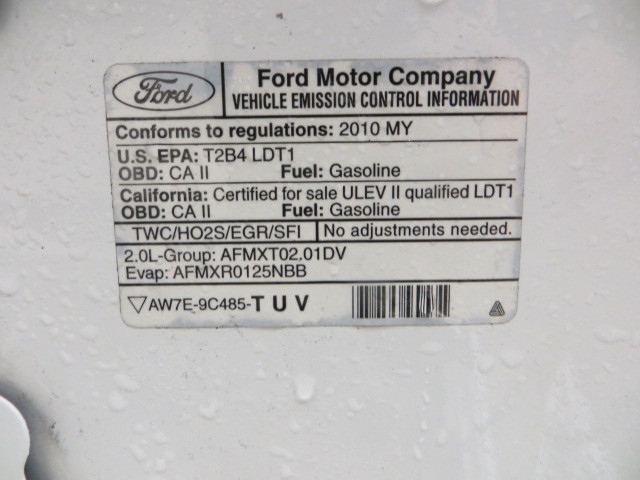 Ford
Ford Motor Company
VEHICLE EMISSION CONTROL INFORMATION
Conforms to regulations: 2010 MY
U.S. EPA: T2B4 LDT1
OBD: CA II Fuel: Gasoline
California: Certified for sale ULEV II qualified LDT1
OBD: CA II Fuel: Gasoline
TWC/HO2S/EGR/SFI No adjustments needed.
2.0L-Group: AFMXT02.01DV
Evap: AFMXR0125NBB
AW7E-9C485-T U V